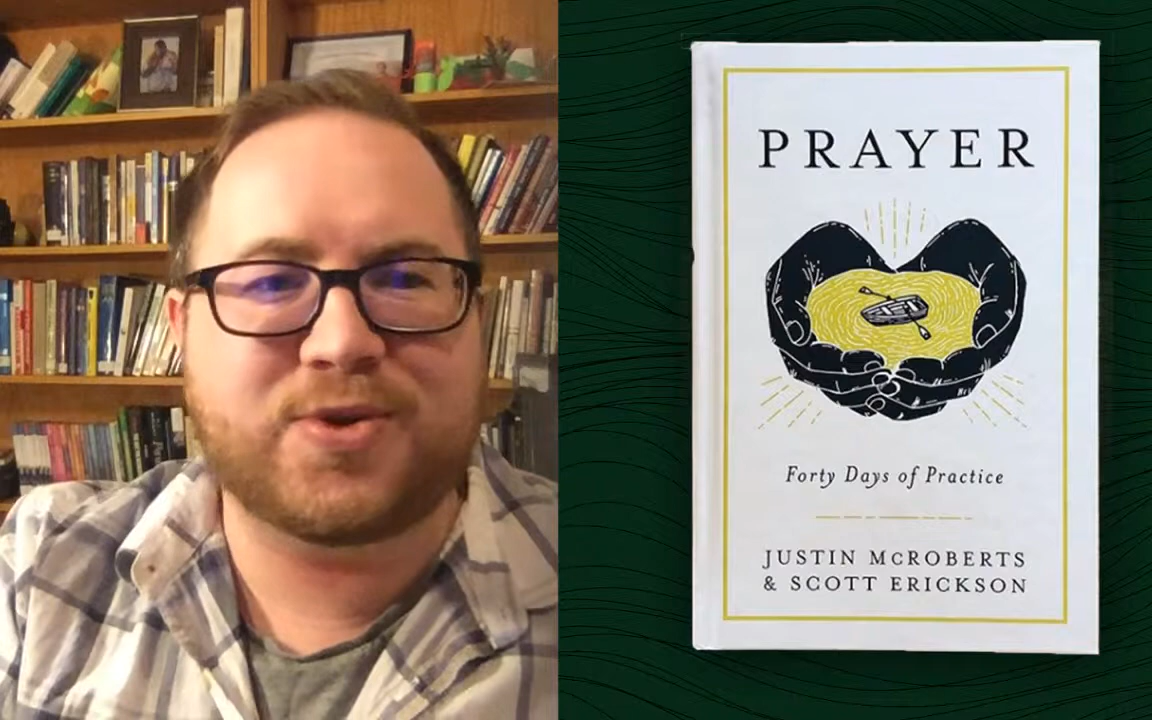 PRAYER
Forty Days of Practice
JUSTIN McROBERTS
& SCOTT ERICKSON